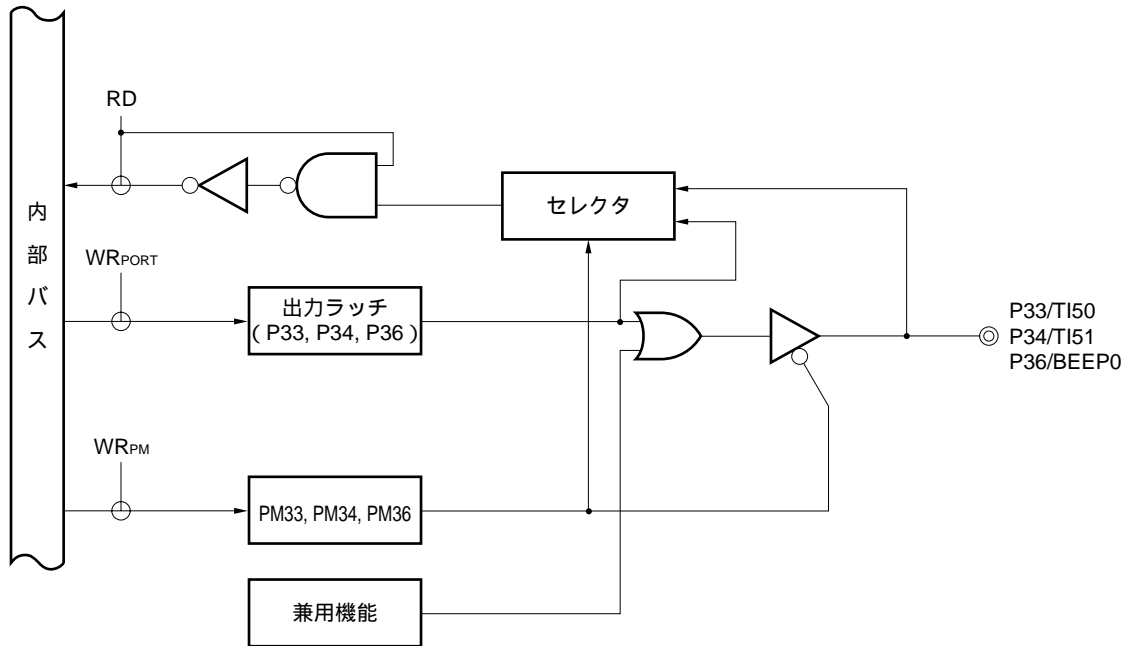 RD
内部バス
セレクタ
WRPORT
出力ラッチ
(P33, P34, P36)
P33/TI50
P34/TI51
P36/BEEP0
WRPM
PM33, PM34, PM36
兼用機能